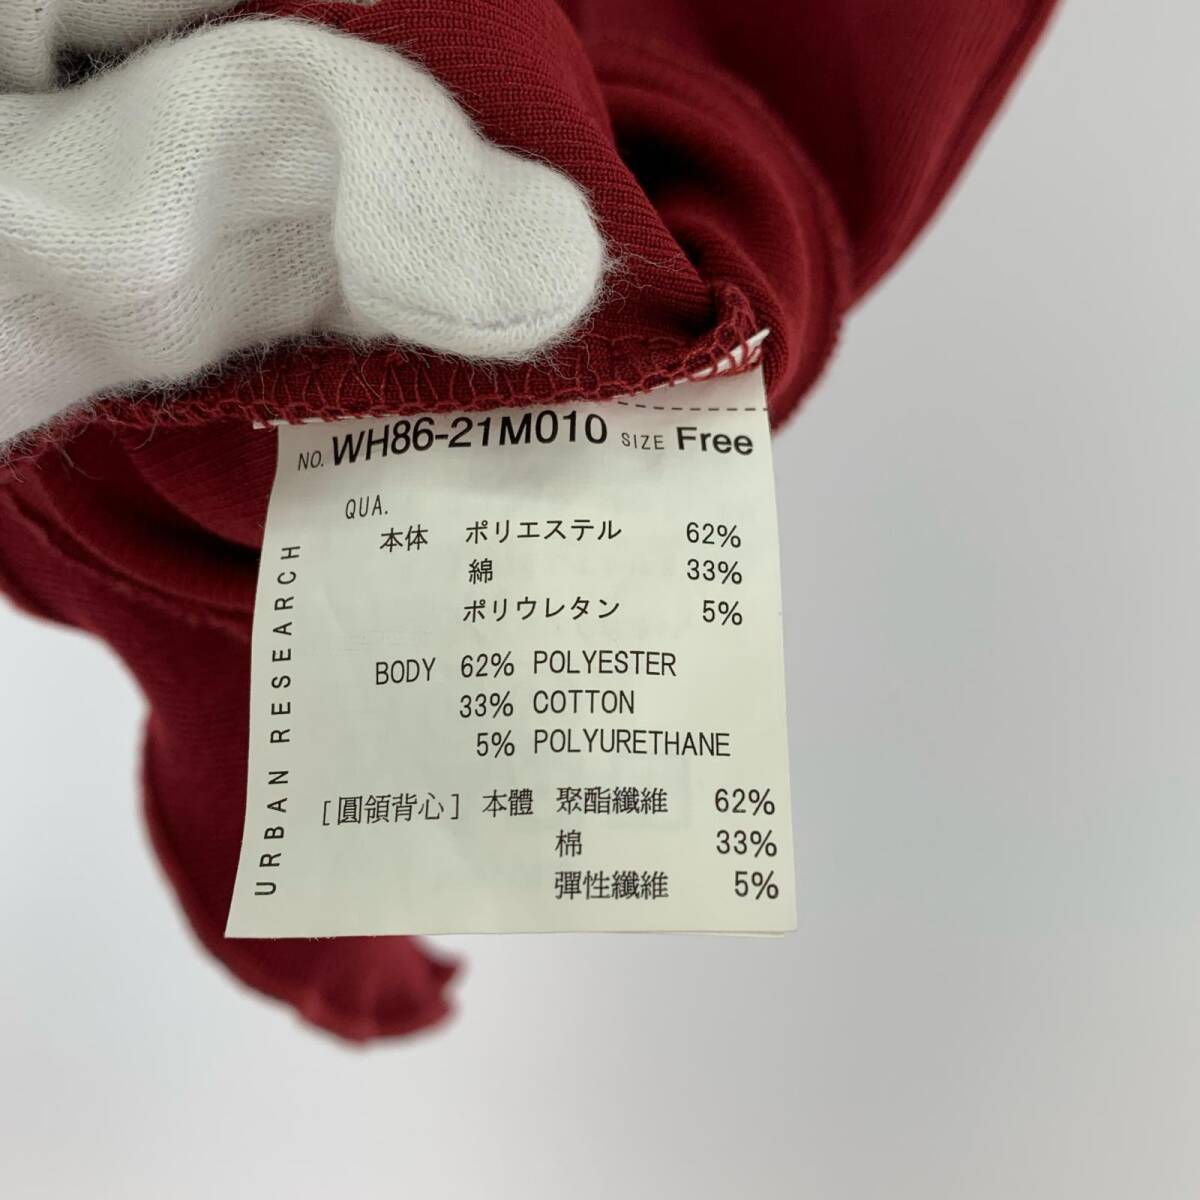 NO. WH86-21M010 SIZE Free
QUA.
本体 ポリエステル 62%
綿 33%
ポリウレタン 5%
BODY 62% POLYESTER
33% COTTON
5% POLYURETHANE
[圓領背心] 本體 聚酯纖維 62%
棉 33%
彈性纖維 5%
URBAN RESEARCH